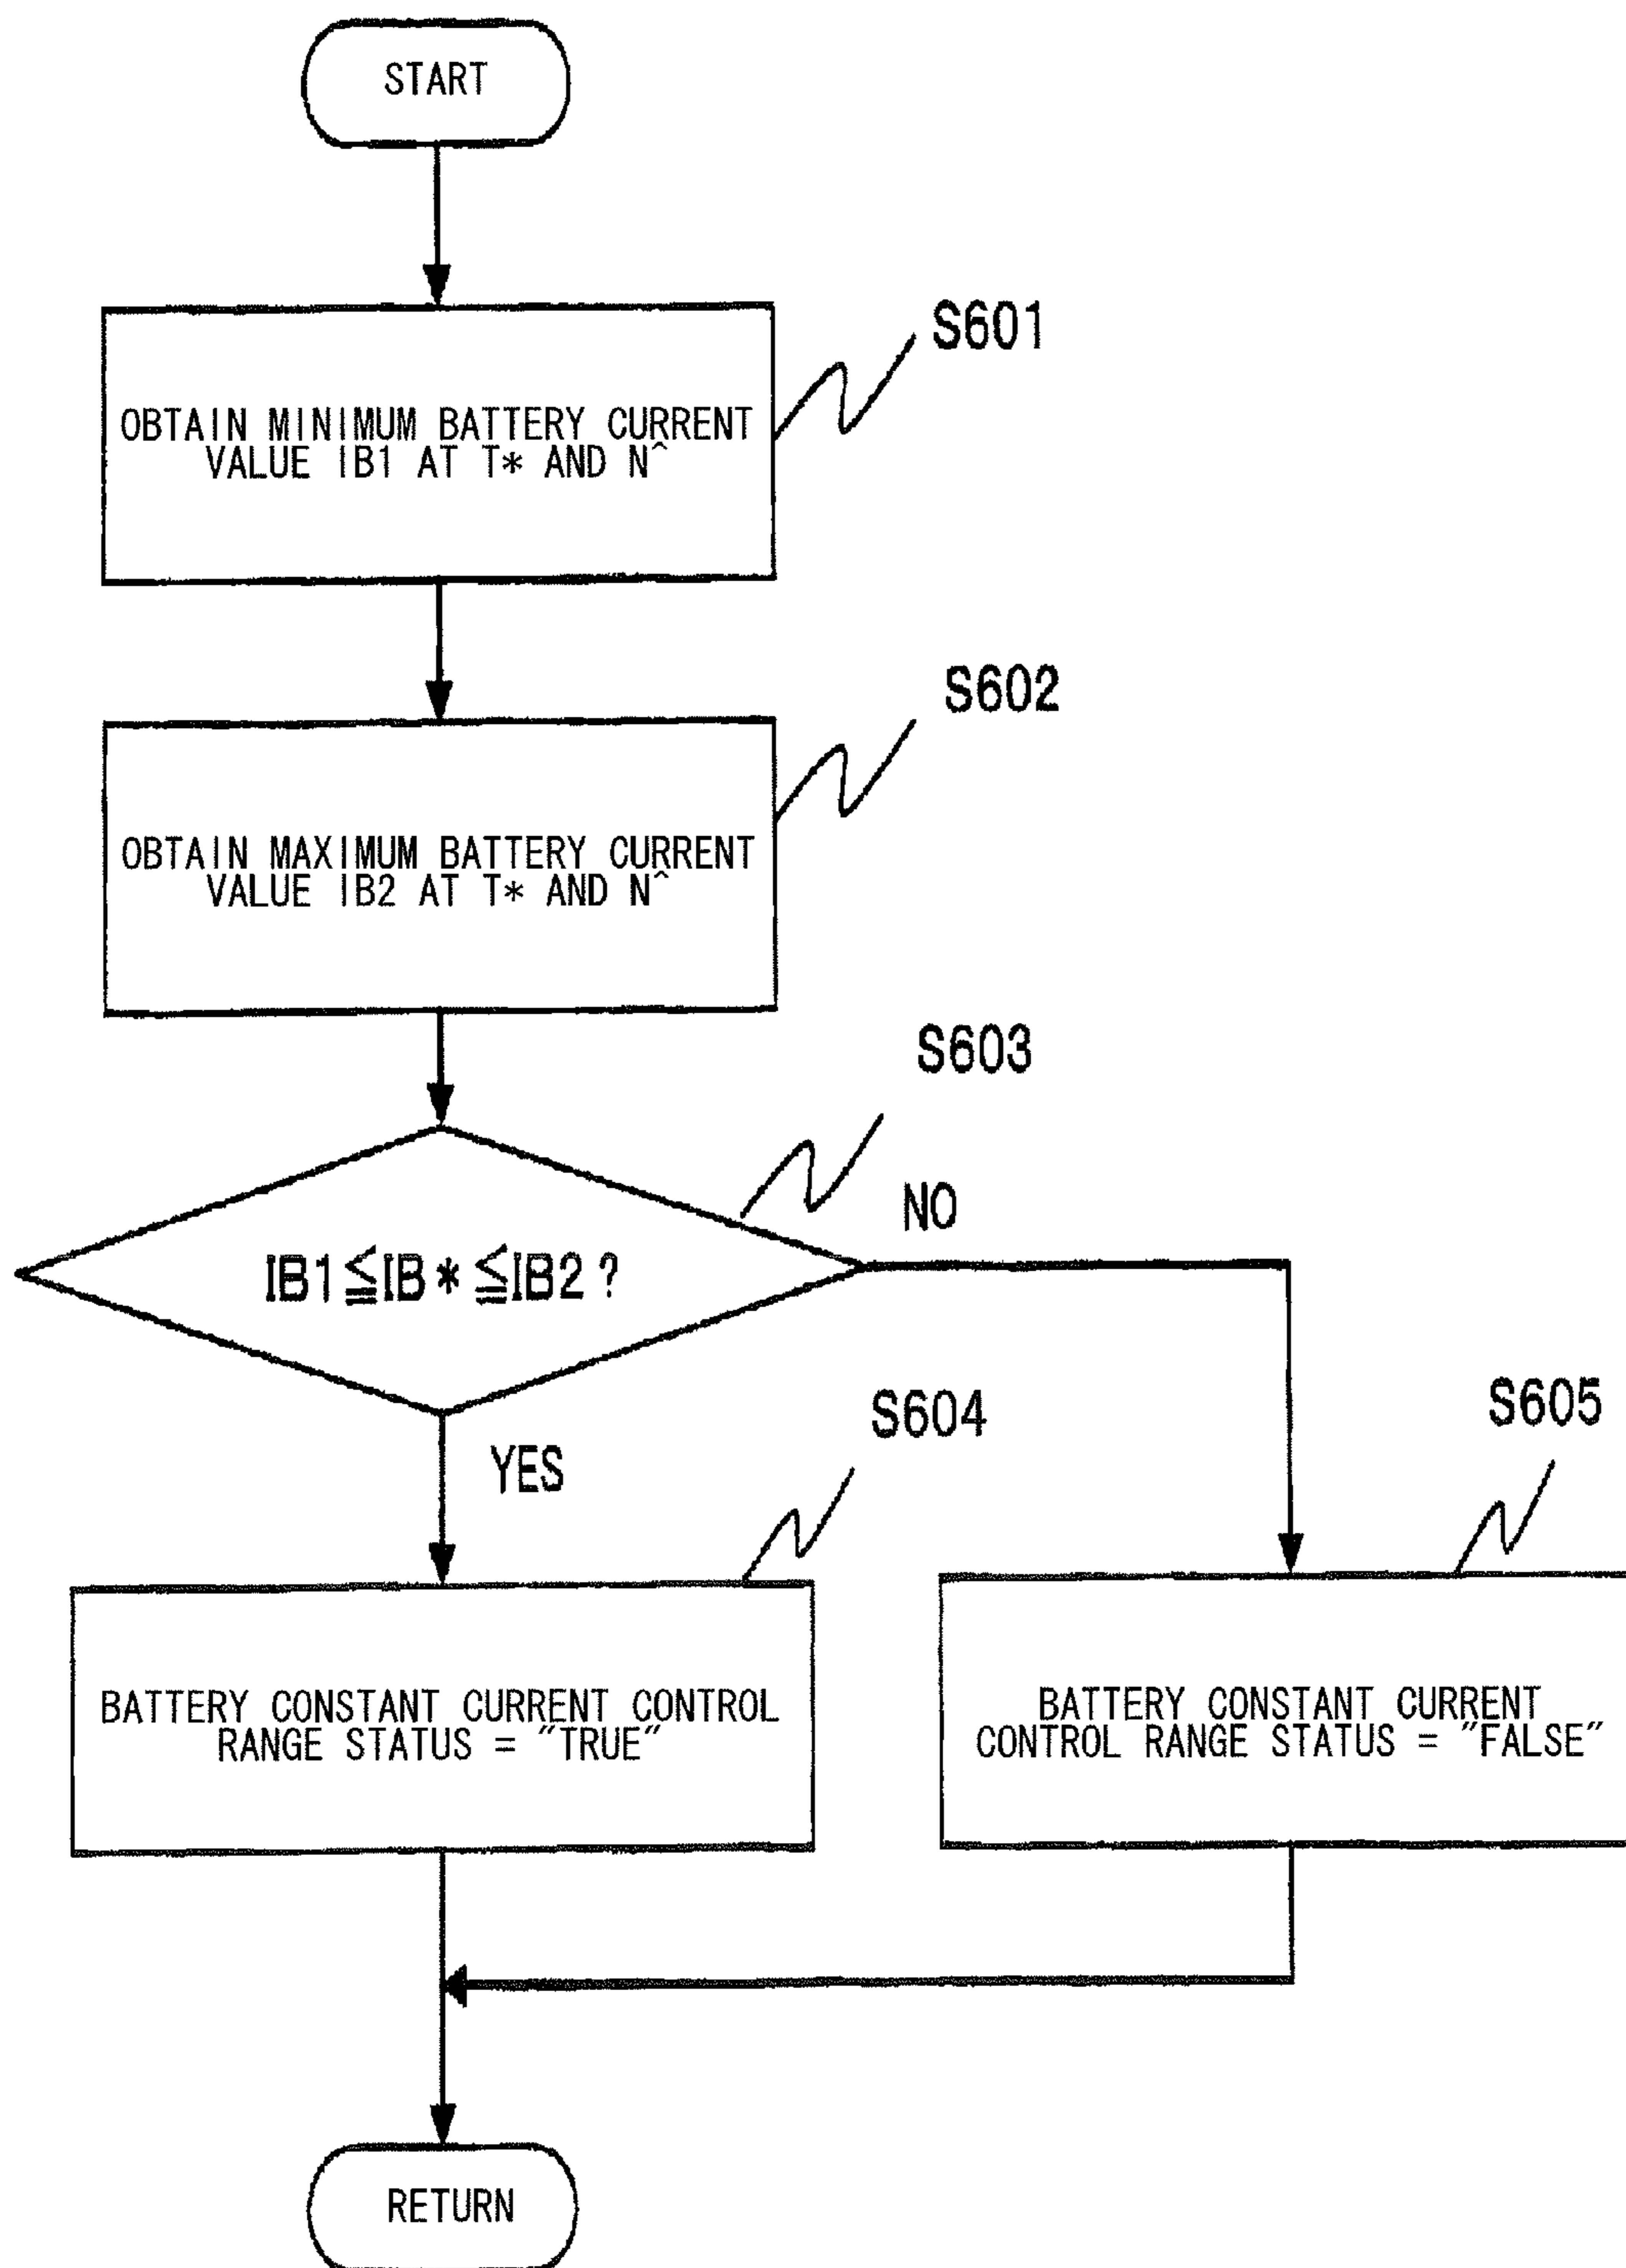 START
S601
OBTAIN MINIMUM BATTERY CURRENT
VALUE IB1 AT T* AND N^
S602
OBTAIN MAXIMUM BATTERY CURRENT
VALUE IB2 AT T* AND N^
S603
IB1≦IB*≦IB2?
NO
YES
S604
BATTERY CONSTANT CURRENT CONTROL
RANGE STATUS = "TRUE"
S605
BATTERY CONSTANT CURRENT
CONTROL RANGE STATUS = "FALSE"
RETURN